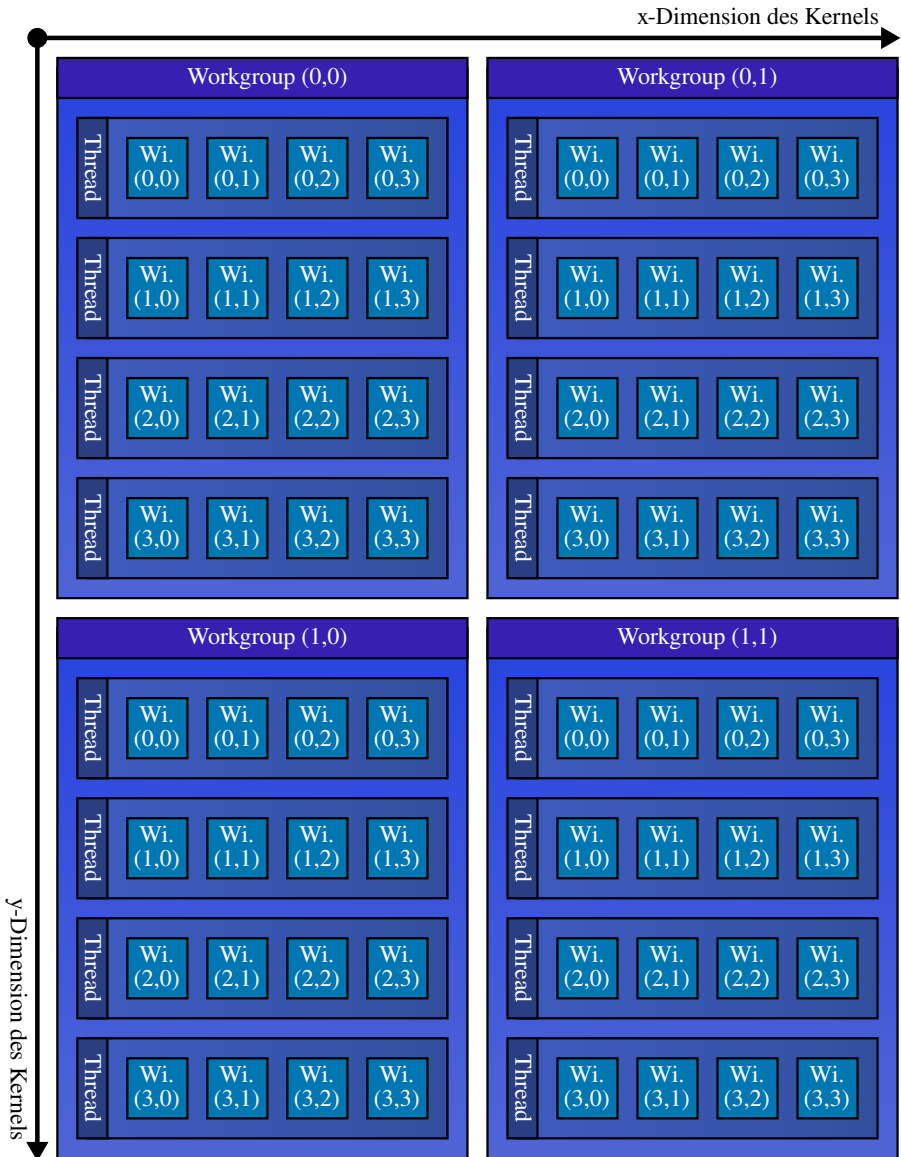 x-Dimension des Kernels
Workgroup (0,0)
Thread
Wi. (0,0)
Wi. (0,1)
Wi. (0,2)
Wi. (0,3)
Thread
Wi. (1,0)
Wi. (1,1)
Wi. (1,2)
Wi. (1,3)
Thread
Wi. (2,0)
Wi. (2,1)
Wi. (2,2)
Wi. (2,3)
Thread
Wi. (3,0)
Wi. (3,1)
Wi. (3,2)
Wi. (3,3)
Workgroup (0,1)
Thread
Wi. (0,0)
Wi. (0,1)
Wi. (0,2)
Wi. (0,3)
Thread
Wi. (1,0)
Wi. (1,1)
Wi. (1,2)
Wi. (1,3)
Thread
Wi. (2,0)
Wi. (2,1)
Wi. (2,2)
Wi. (2,3)
Thread
Wi. (3,0)
Wi. (3,1)
Wi. (3,2)
Wi. (3,3)
Workgroup (1,0)
Thread
Wi. (0,0)
Wi. (0,1)
Wi. (0,2)
Wi. (0,3)
Thread
Wi. (1,0)
Wi. (1,1)
Wi. (1,2)
Wi. (1,3)
Thread
Wi. (2,0)
Wi. (2,1)
Wi. (2,2)
Wi. (2,3)
Thread
Wi. (3,0)
Wi. (3,1)
Wi. (3,2)
Wi. (3,3)
Workgroup (1,1)
Thread
Wi. (0,0)
Wi. (0,1)
Wi. (0,2)
Wi. (0,3)
Thread
Wi. (1,0)
Wi. (1,1)
Wi. (1,2)
Wi. (1,3)
Thread
Wi. (2,0)
Wi. (2,1)
Wi. (2,2)
Wi. (2,3)
Thread
Wi. (3,0)
Wi. (3,1)
Wi. (3,2)
Wi. (3,3)
y-Dimension des Kernels